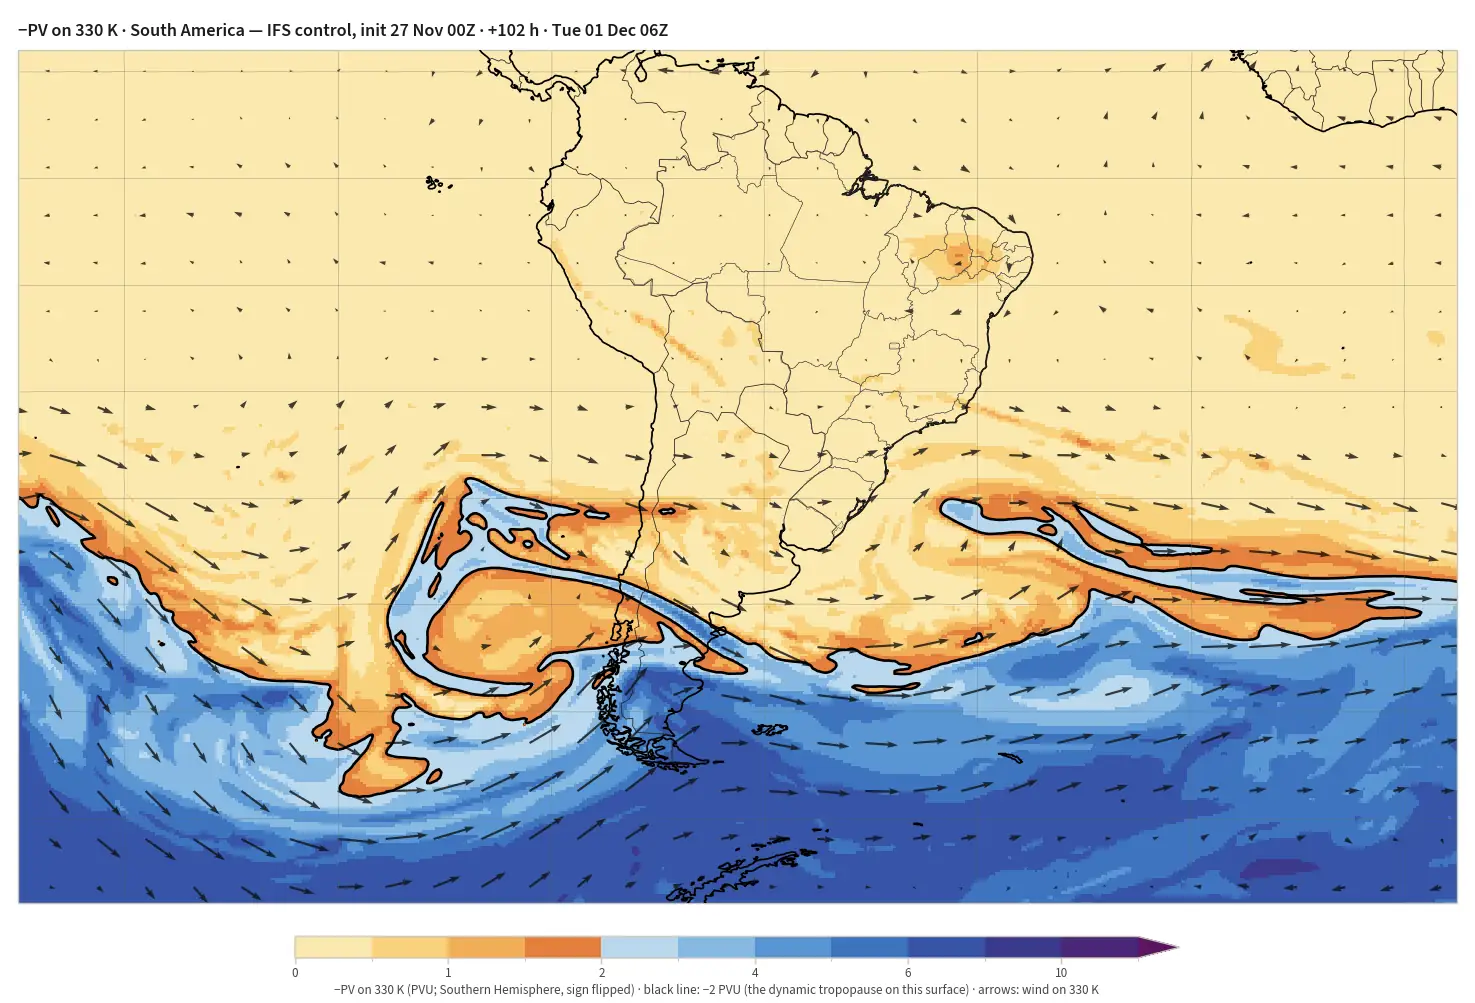 −PV on 330 K · South America — IFS control, init 27 Nov 00Z · +102 h · Tue 01 Dec 06Z
0 1 2 4 6 10
−PV on 330 K (PVU; Southern Hemisphere, sign flipped) · black line: −2 PVU (the dynamic tropopause on this surface) · arrows: wind on 330 K